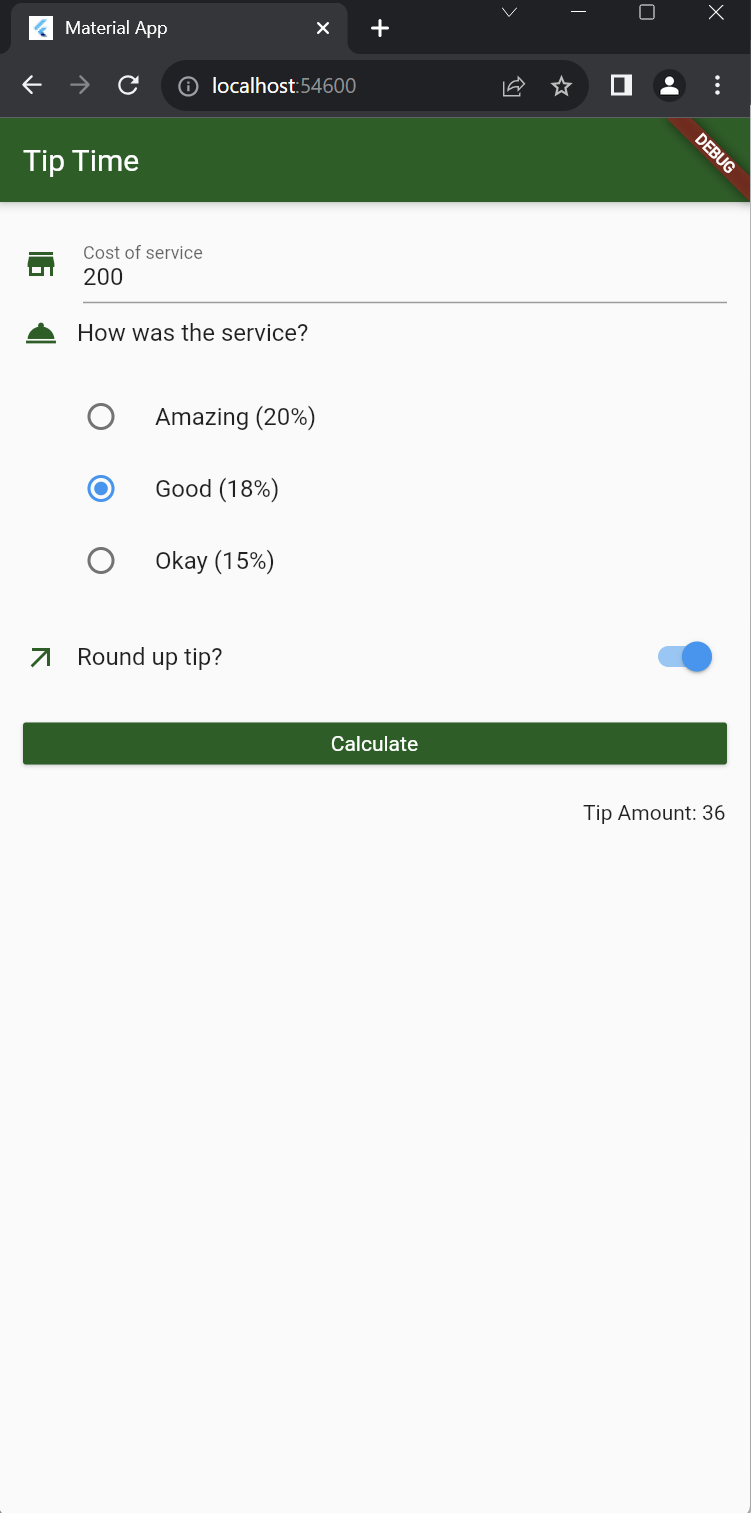 Material App
localhost:54600
Tip Time
DEBUG
Cost of service
200
How was the service?
Amazing (20%)
Good (18%)
Okay (15%)
Round up tip?
Calculate
Tip Amount: 36